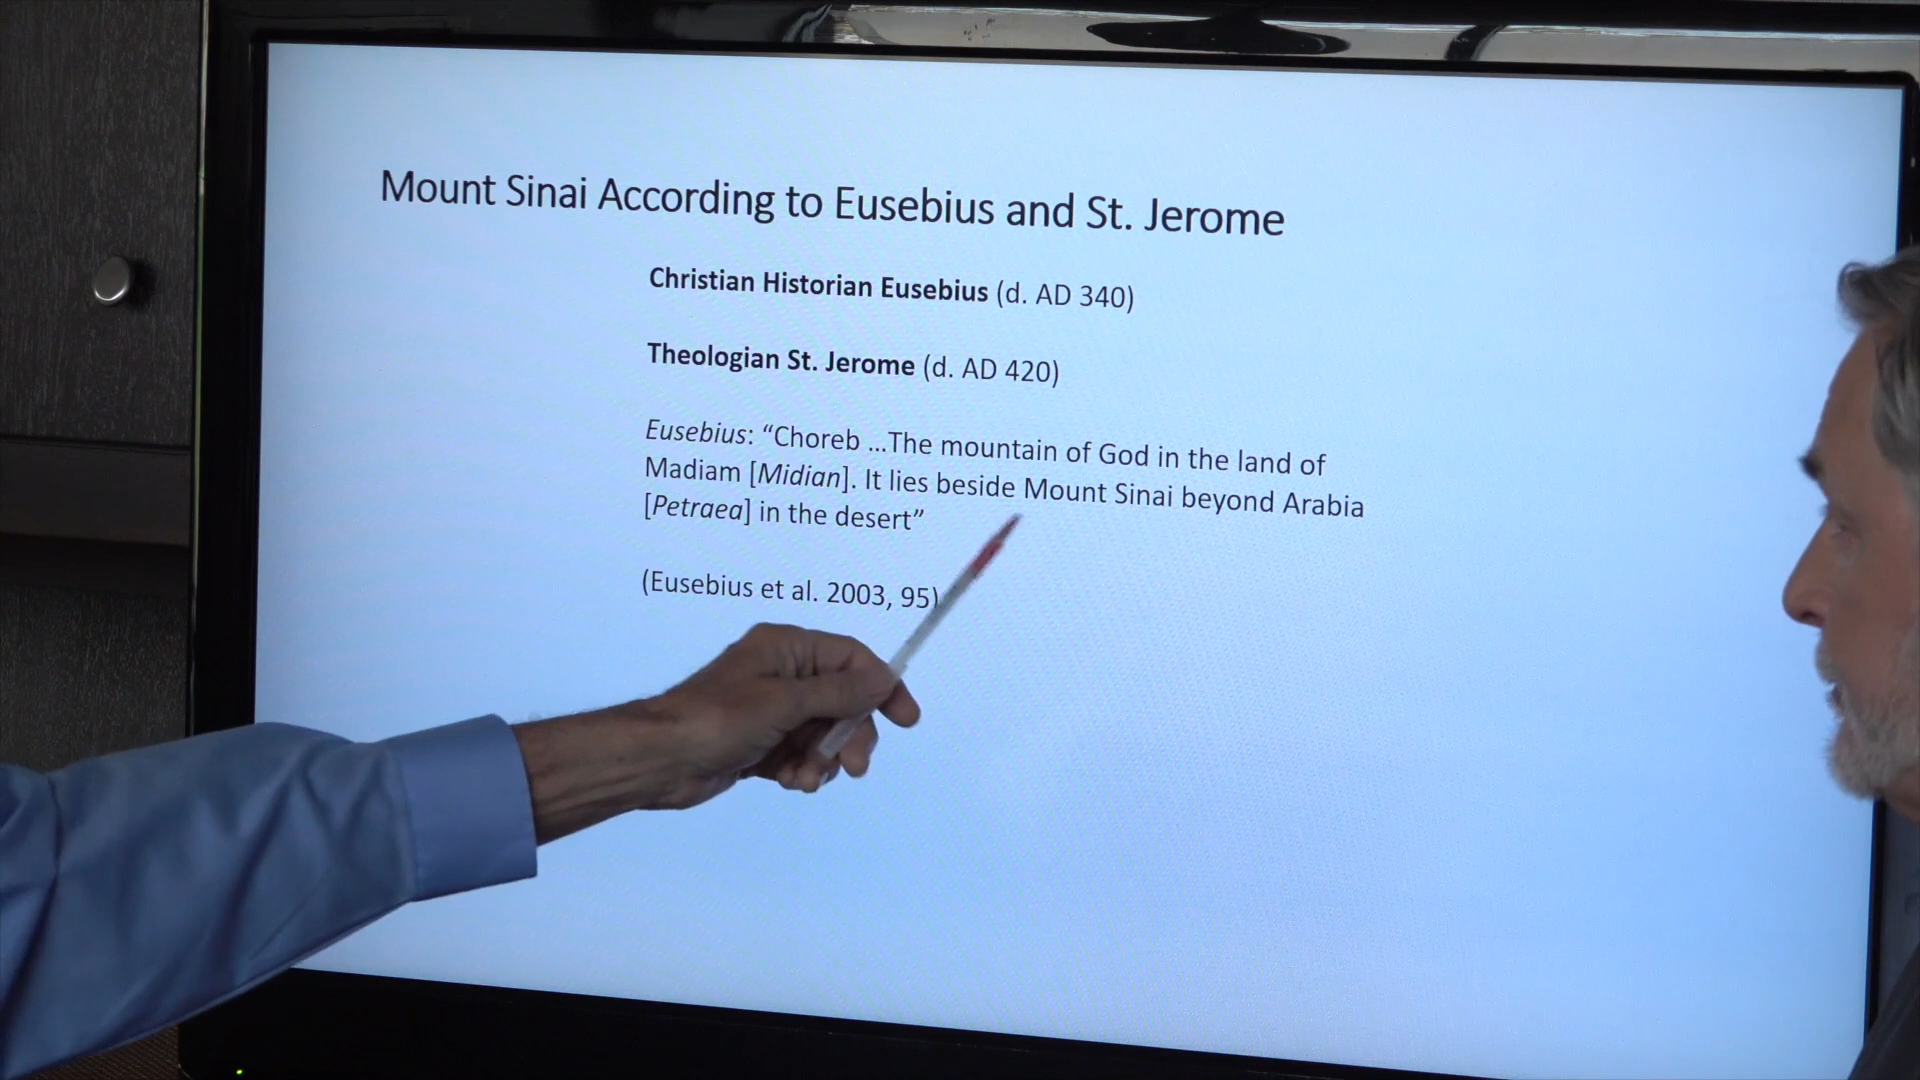 Mount Sinai According to Eusebius and St. Jerome
Christian Historian Eusebius (d. AD 340)
Theologian St. Jerome (d. AD 420)
Eusebius: “Choreb ...The mountain of God in the land of
Madiam [Midian]. It lies beside Mount Sinai beyond Arabia
[Petraea] in the desert”
(Eusebius et al. 2003, 95)